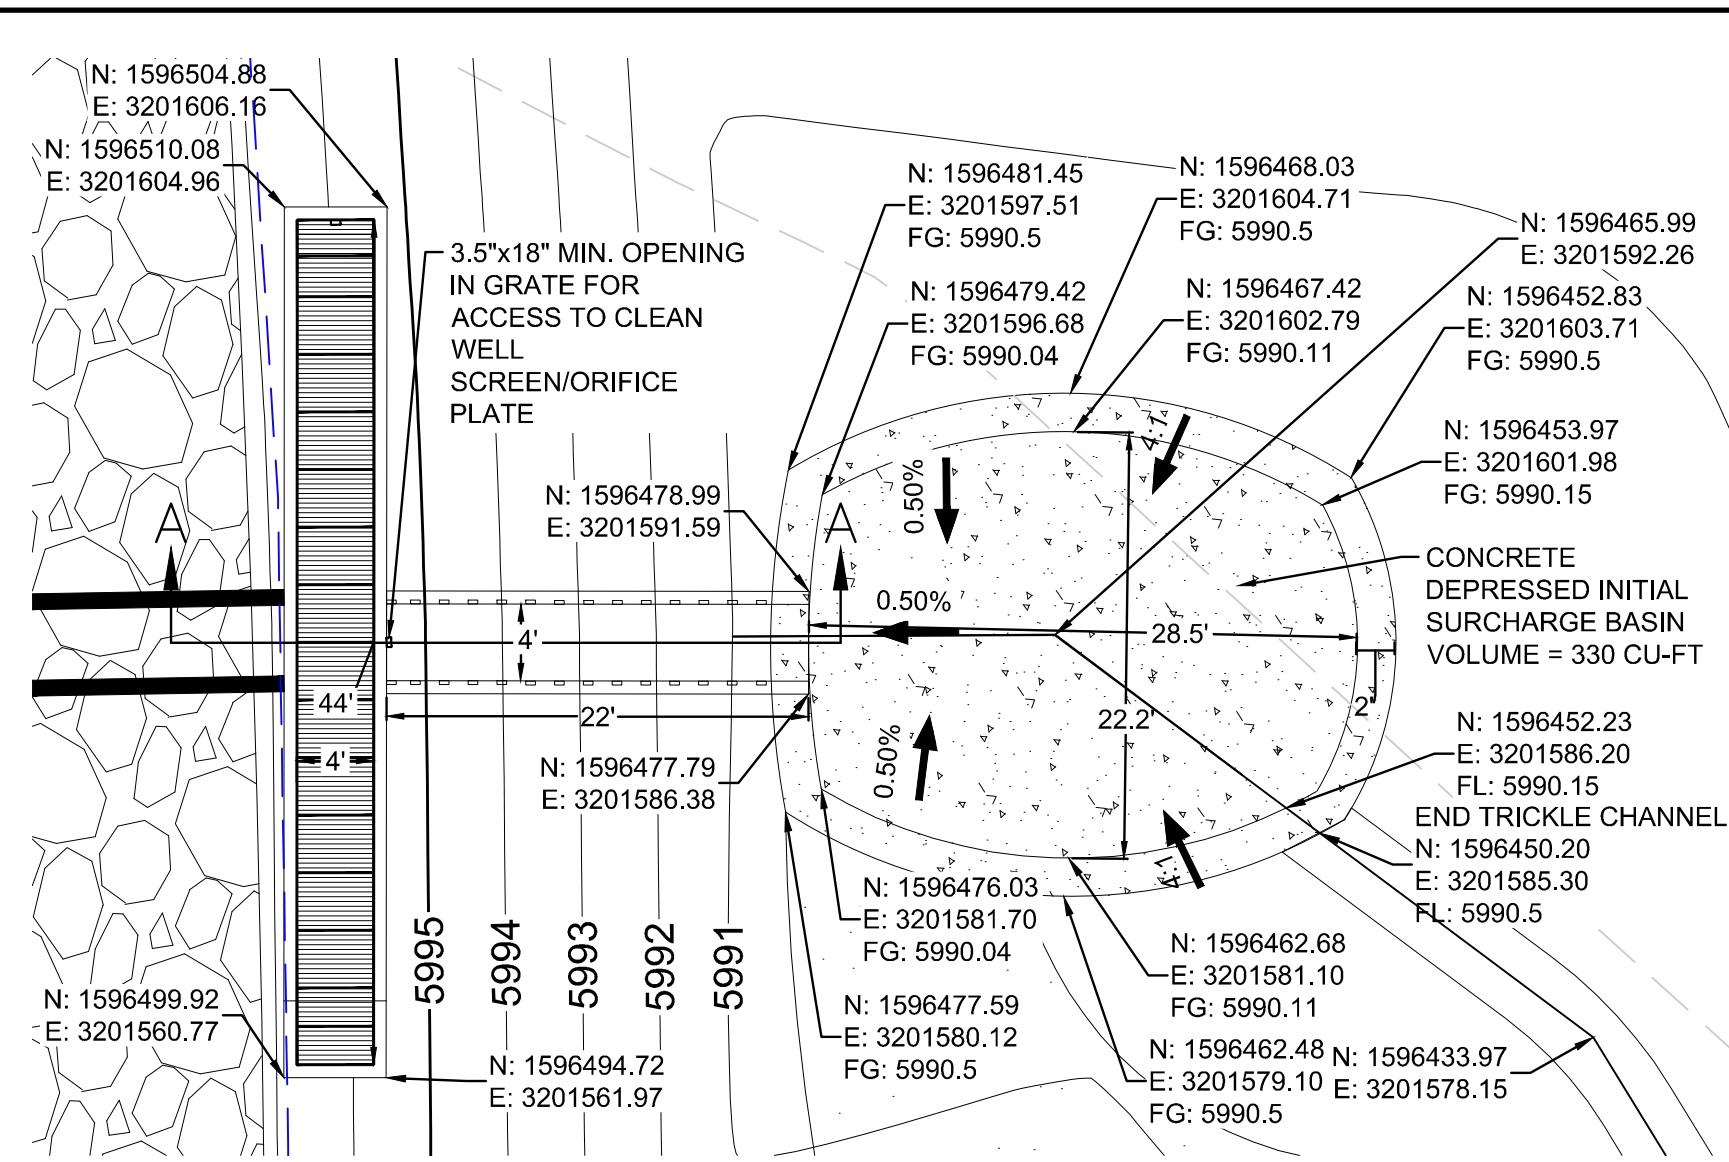 N: 1596504.88
E: 3201606.16
N: 1596510.08
E: 3201604.96
3.5"x18" MIN. OPENING
IN GRATE FOR
ACCESS TO CLEAN
WELL
SCREEN/ORIFICE
PLATE
N: 1596481.45
E: 3201597.51
FG: 5990.5
N: 1596468.03
E: 3201604.71
FG: 5990.5
N: 1596465.99
E: 3201592.26
N: 1596479.42
E: 3201596.68
FG: 5990.04
N: 1596467.42
E: 3201602.79
FG: 5990.11
N: 1596452.83
E: 3201603.71
FG: 5990.5
N: 1596453.97
E: 3201601.98
FG: 5990.15
N: 1596478.99
E: 3201591.59
A
A
4:1
0.50%
0.50%
0.50%
CONCRETE
DEPRESSED INITIAL
SURCHARGE BASIN
VOLUME = 330 CU-FT
4'
28.5'
44'
22'
22.2'
2'
4'
4:1
N: 1596477.79
E: 3201586.38
N: 1596452.23
E: 3201586.20
FL: 5990.15
END TRICKLE CHANNEL
N: 1596450.20
E: 3201585.30
FL: 5990.5
N: 1596476.03
E: 3201581.70
FG: 5990.04
N: 1596462.68
E: 3201581.10
FG: 5990.11
5995
5994
5993
5992
5991
N: 1596499.92
E: 3201560.77
N: 1596494.72
E: 3201561.97
N: 1596477.59
E: 3201580.12
FG: 5990.5
N: 1596462.48
E: 3201579.10
FG: 5990.5
N: 1596433.97
E: 3201578.15